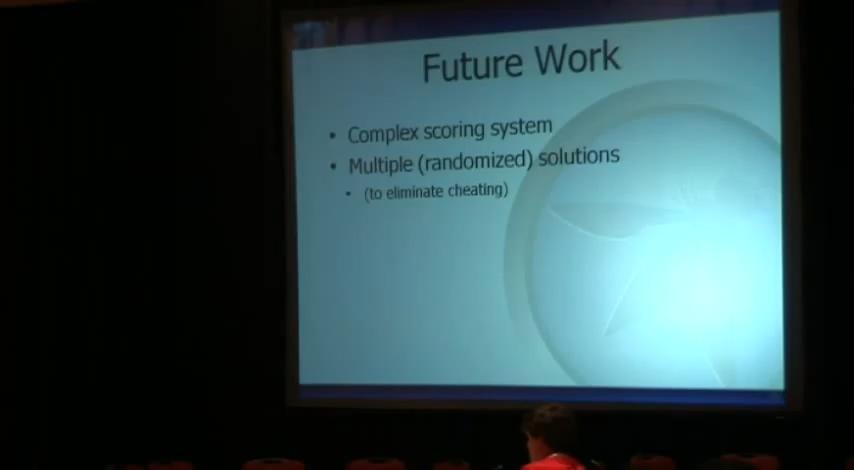 Future Work
• Complex scoring system
• Multiple (randomized) solutions
• (to eliminate cheating)